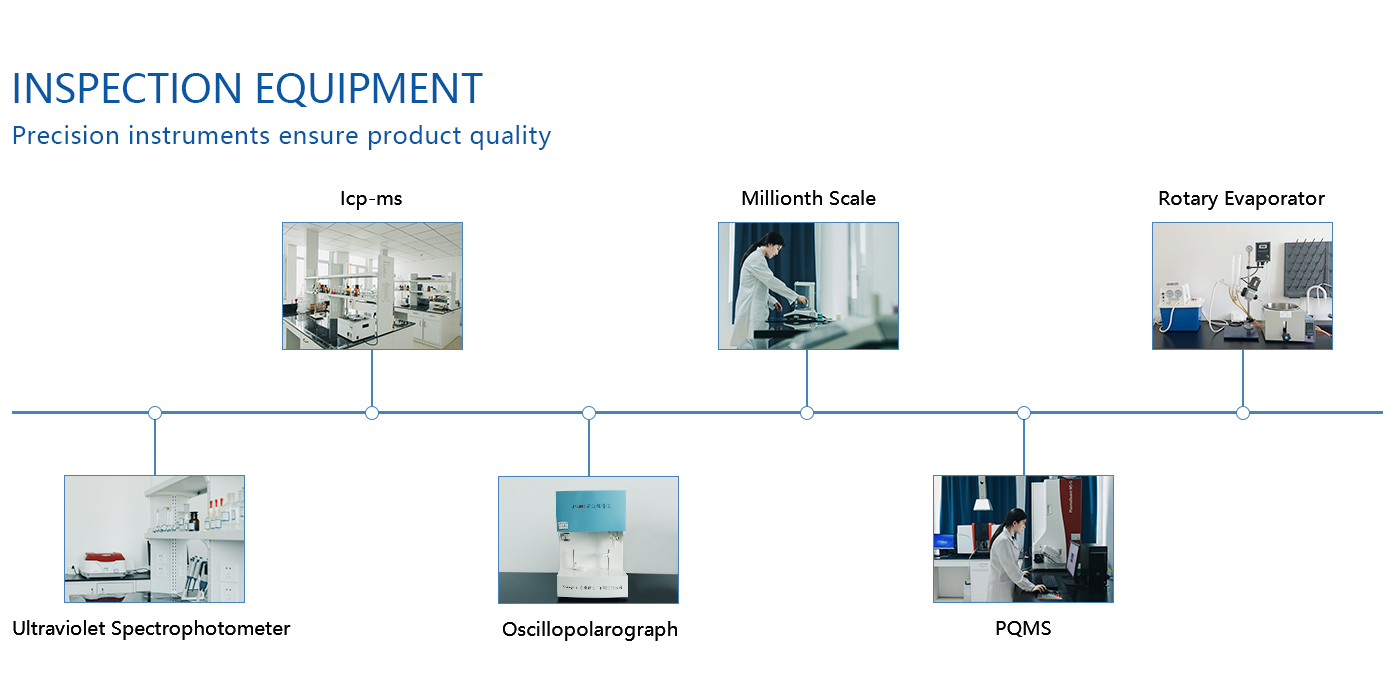 INSPECTION EQUIPMENT
Precision instruments ensure product quality
Icp-ms
Millionth Scale
Rotary Evaporator
Ultraviolet Spectrophotometer
Oscillopolarograph
PQMS